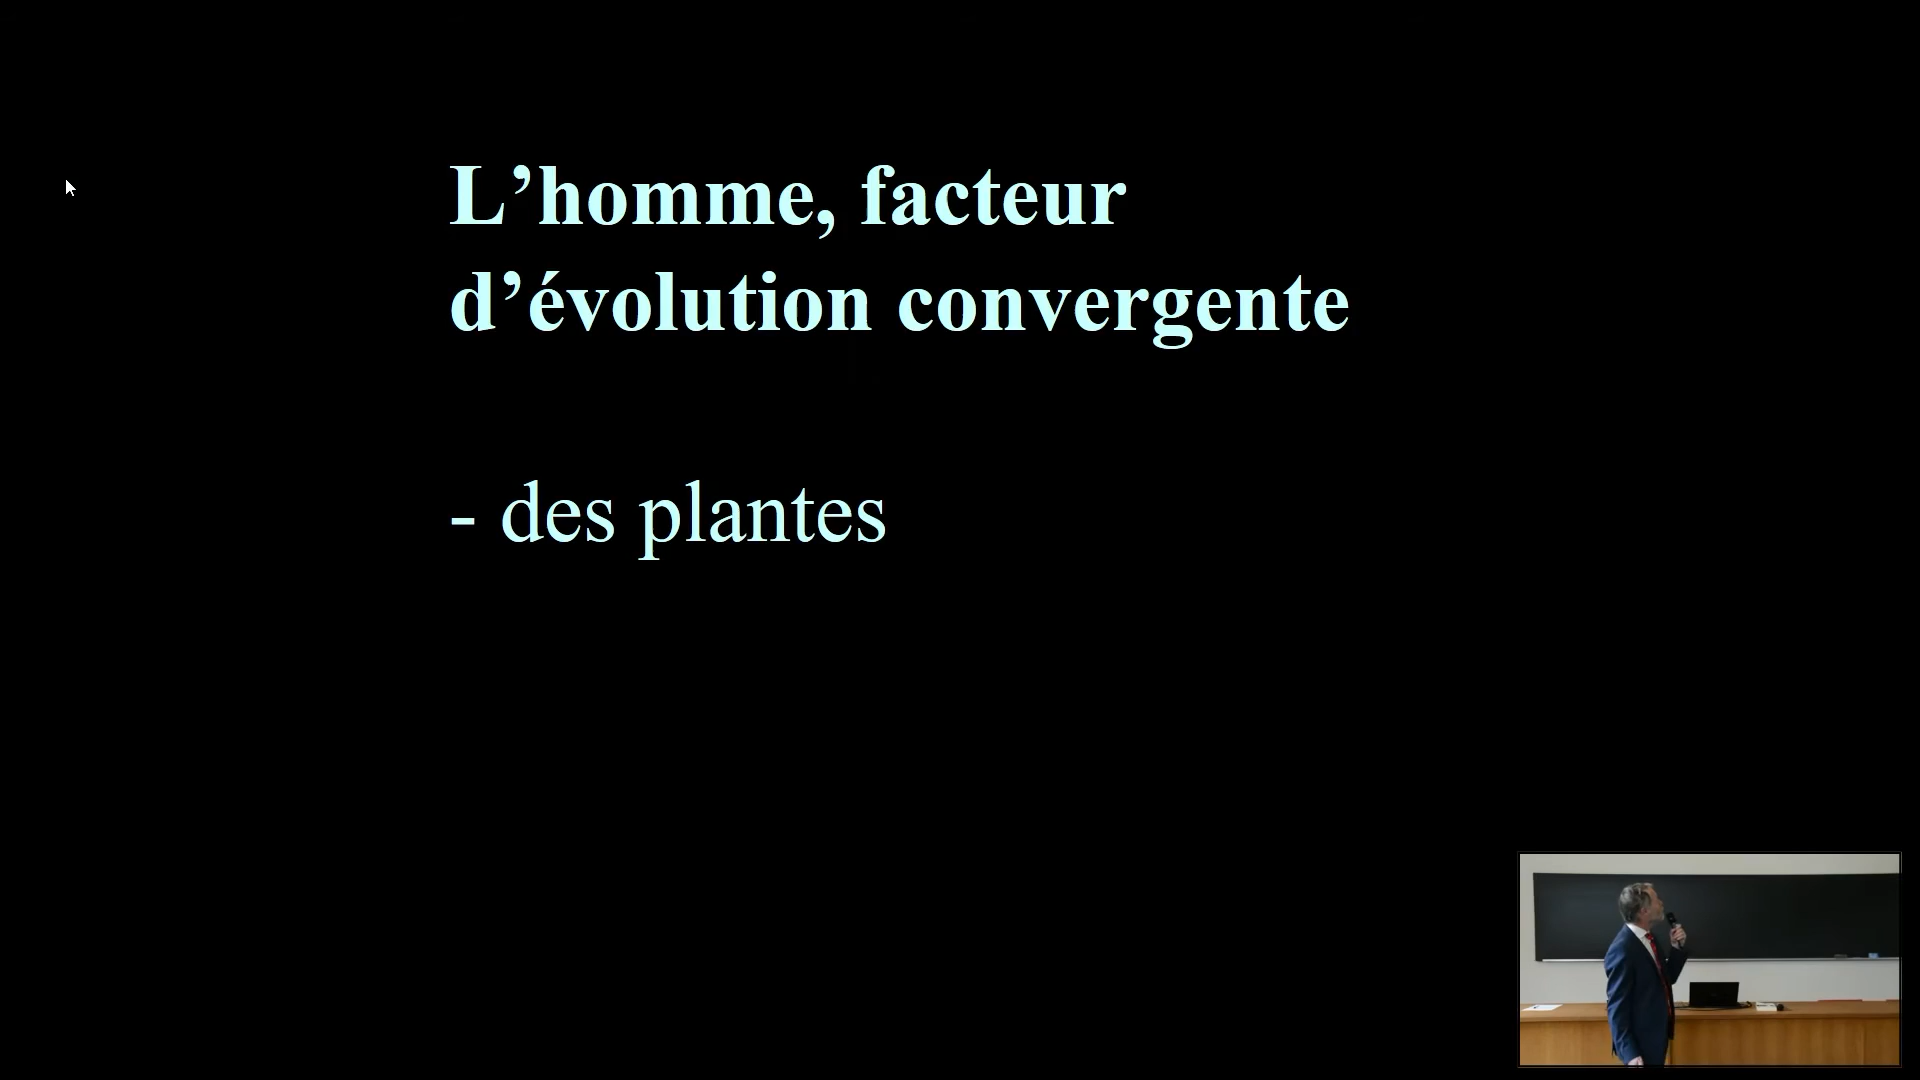 L’homme, facteur
d’évolution convergente
- des plantes